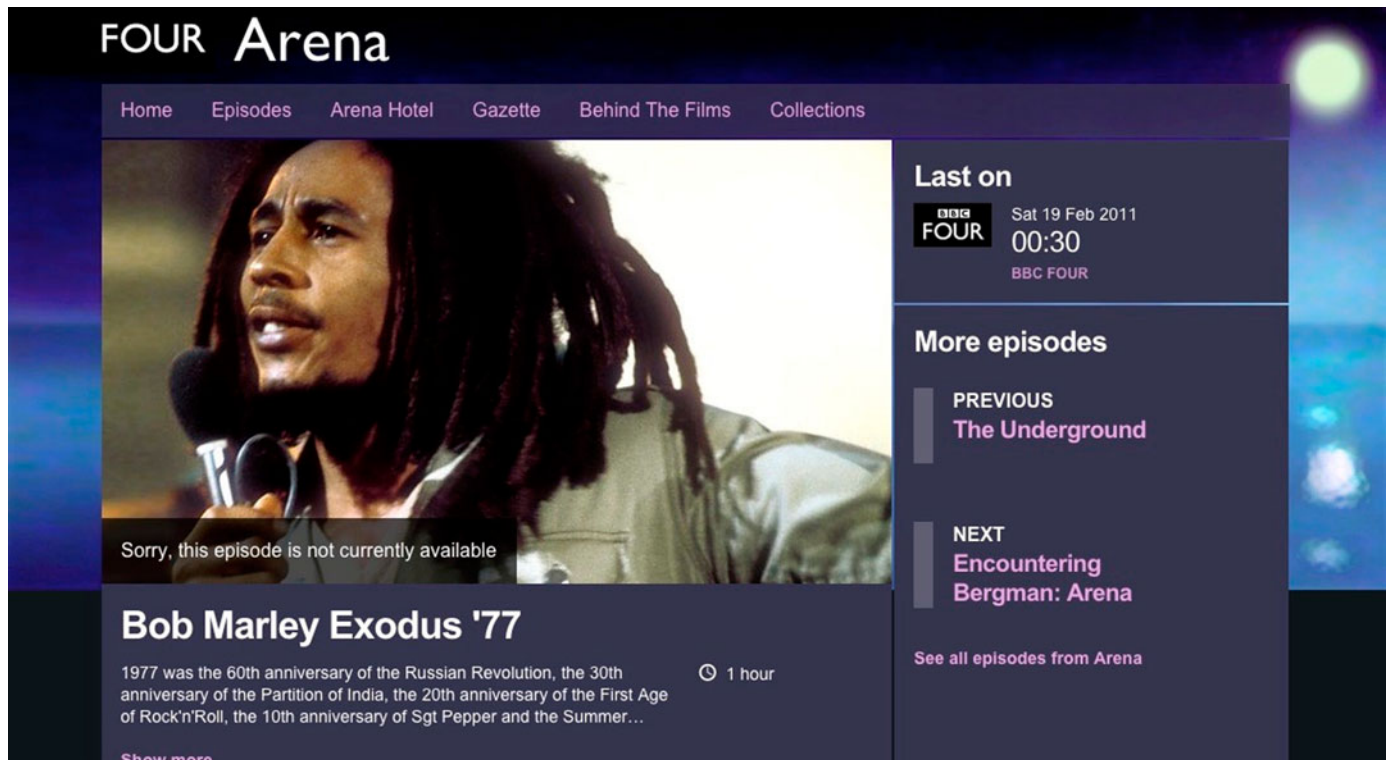 FOUR Arena
Home Episodes Arena Hotel Gazette Behind The Films Collections
Sorry, this episode is not currently available
Bob Marley Exodus '77
1977 was the 60th anniversary of the Russian Revolution, the 30th
anniversary of the Partition of India, the 20th anniversary of the First Age
of Rock'n'Roll, the 10th anniversary of Sgt Pepper and the Summer…
1 hour
Show more
Last on
BBC
FOUR
Sat 19 Feb 2011
00:30
BBC FOUR
More episodes
PREVIOUS
The Underground
NEXT
Encountering
Bergman: Arena
See all episodes from Arena